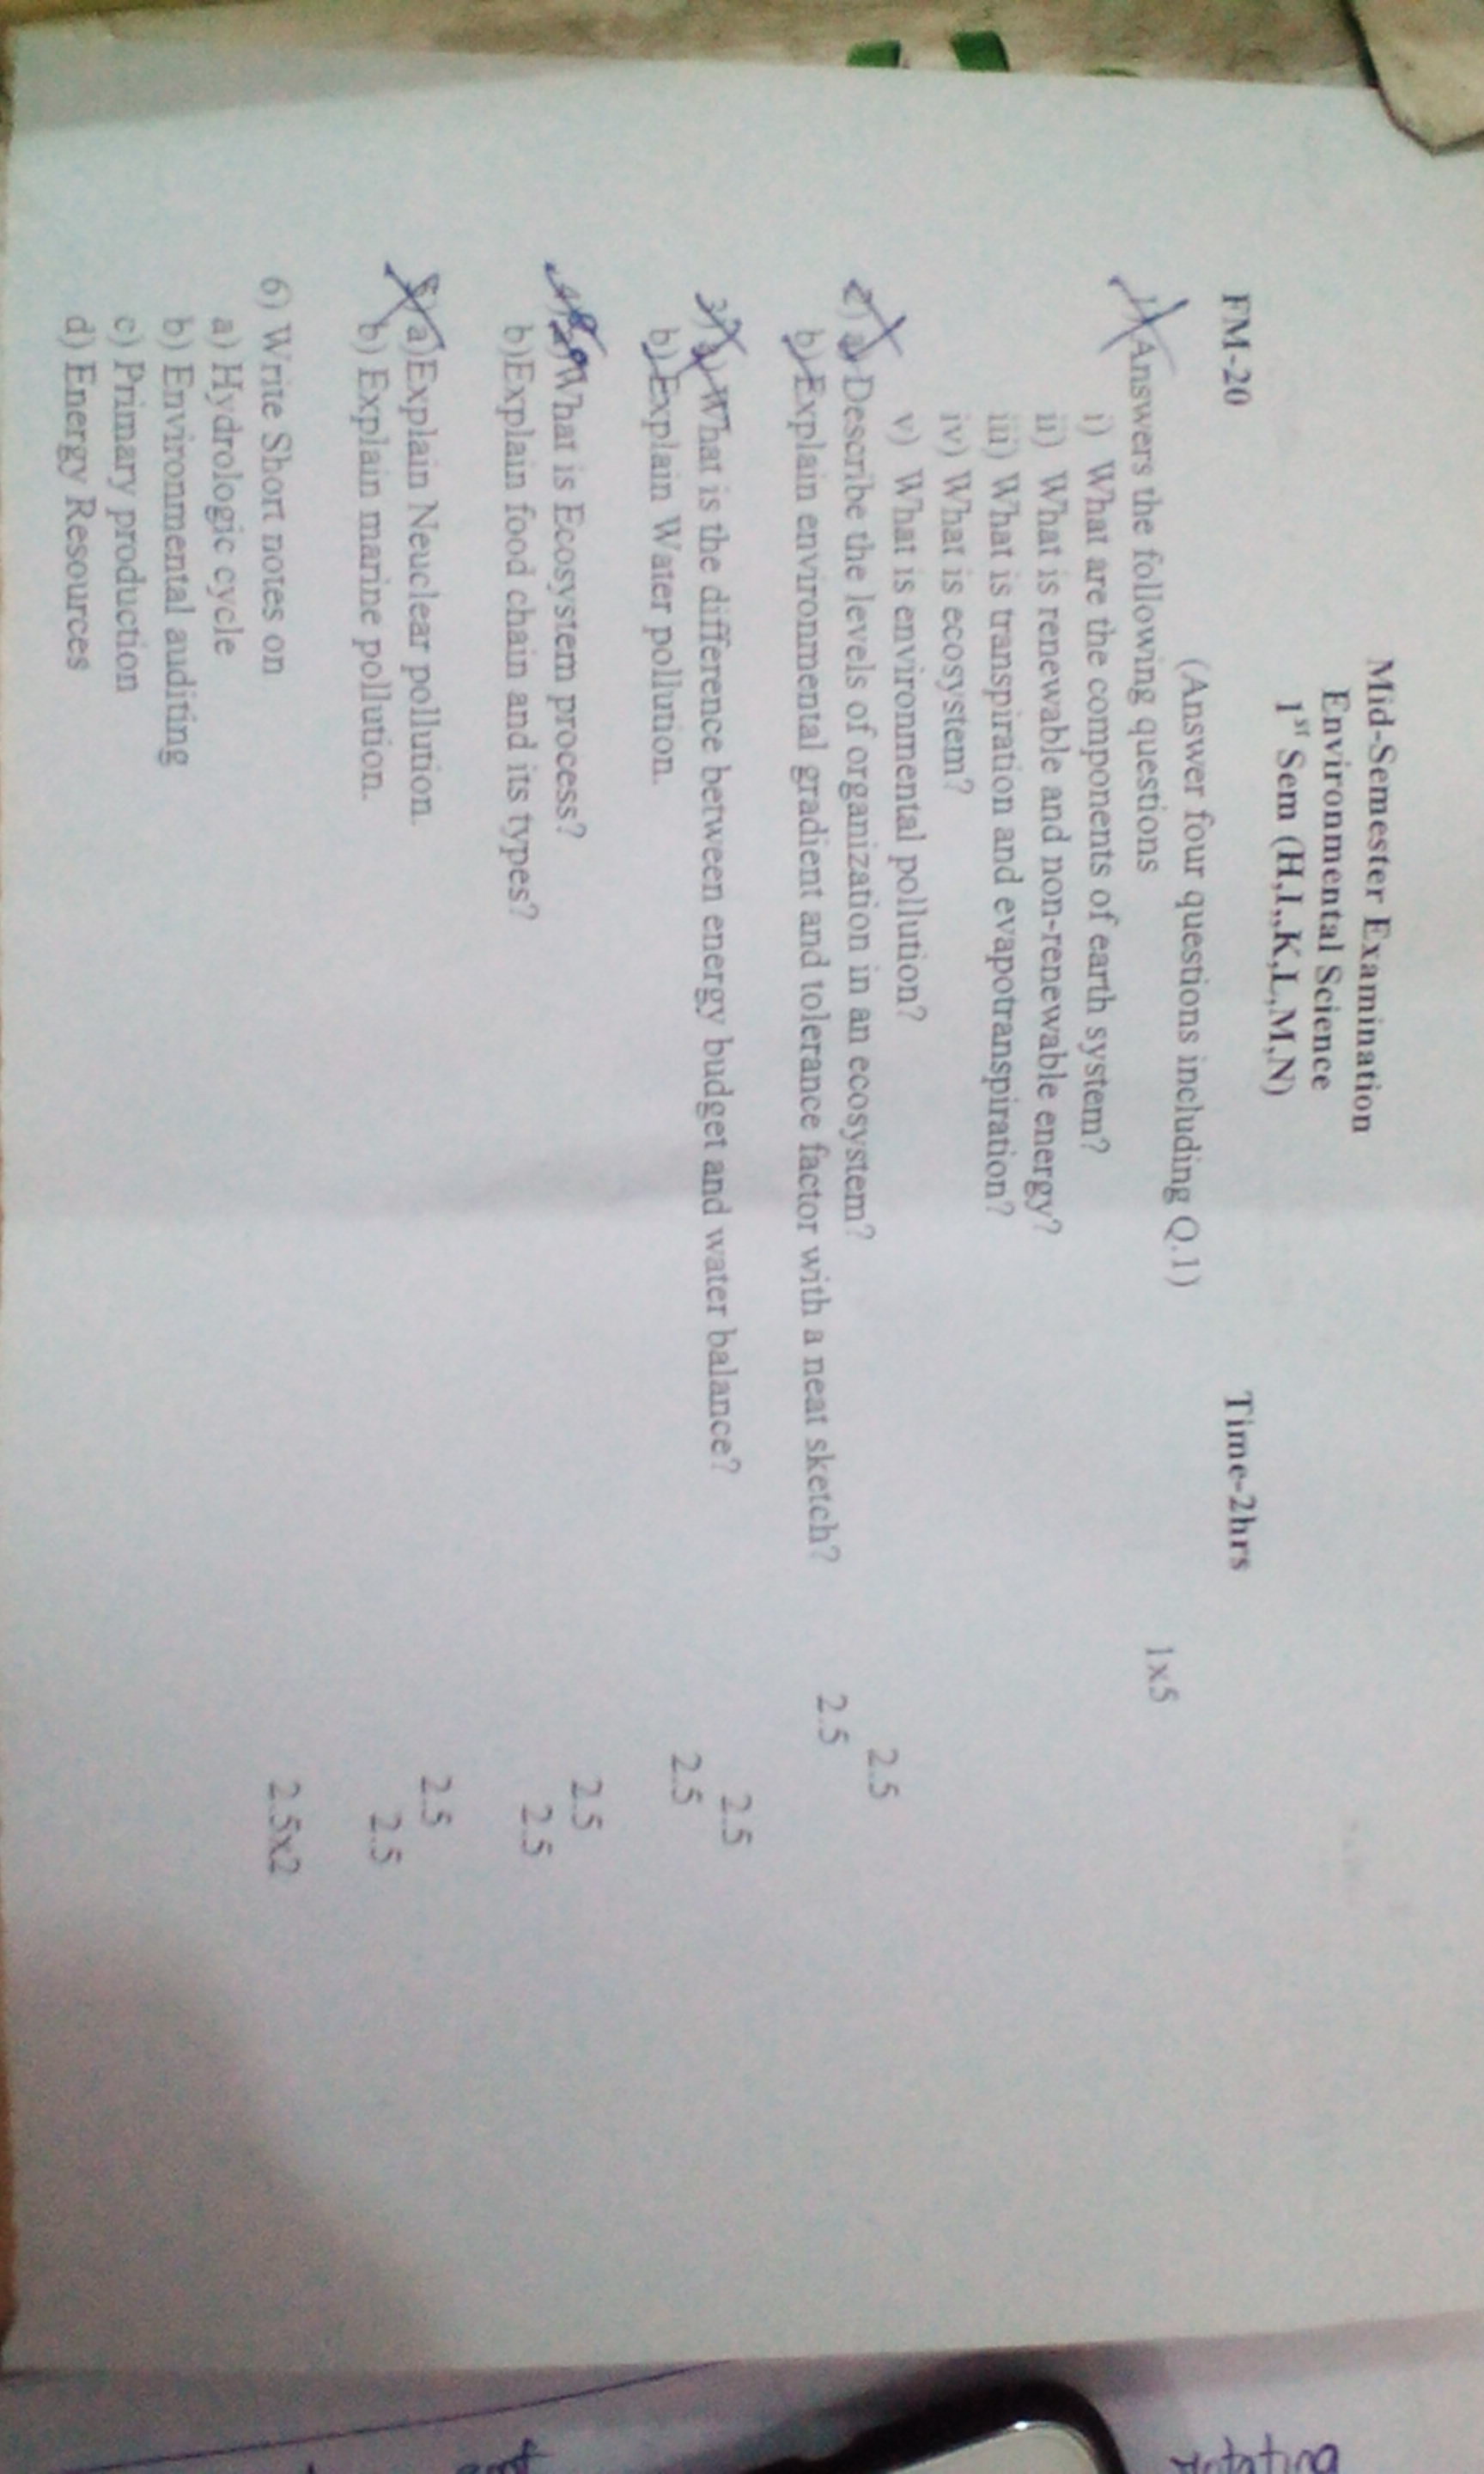 Mid-Semester Examination
Environmental Science
1st Sem (H,I,,K,L,M,N)
FM-20 Time-2hrs
(Answer four questions including Q.1)
1) Answers the following questions 1x5
i) What are the components of earth system?
ii) What is renewable and non-renewable energy?
iii) What is transpiration and evapotranspiration?
iv) What is ecosystem?
v) What is environmental pollution?
2) a) Describe the levels of organization in an ecosystem? 2.5
b) Explain environmental gradient and tolerance factor with a neat sketch? 2.5
3) a) What is the difference between energy budget and water balance? 2.5
b) Explain Water pollution. 2.5
4) a) What is Ecosystem process? 2.5
b)Explain food chain and its types? 2.5
5) a)Explain Neuclear pollution. 2.5
b) Explain marine pollution. 2.5
6) Write Short notes on 2.5x2
a) Hydrologic cycle
b) Environmental auditing
c) Primary production
d) Energy Resources